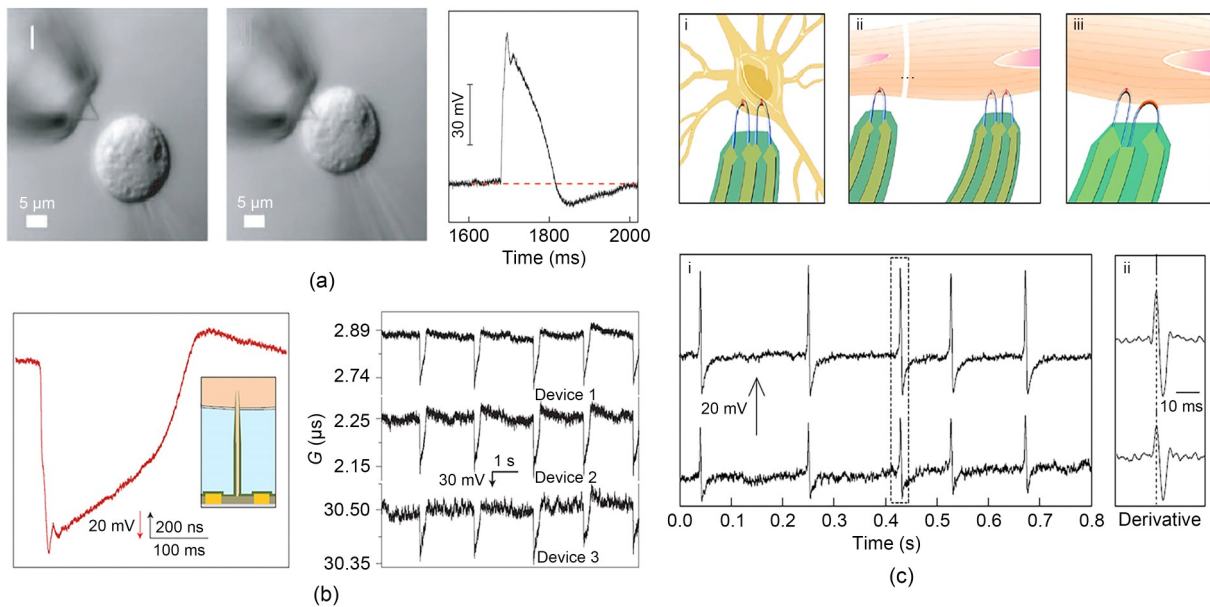 I
5 μm
II
5 μm
30 mV
1600
1800
2000
Time (ms)
(a)
20 mV
200 ns
100 ms
G (μs)
2.89
2.74
Device 1
2.25
2.15
1 s
30 mV
Device 2
30.50
30.35
Device 3
(b)
i
ii
iii
i
20 mV
0.0
0.1
0.2
0.3
0.4
0.5
0.6
0.7
0.8
Time (s)
ii
10 ms
Derivative
(c)